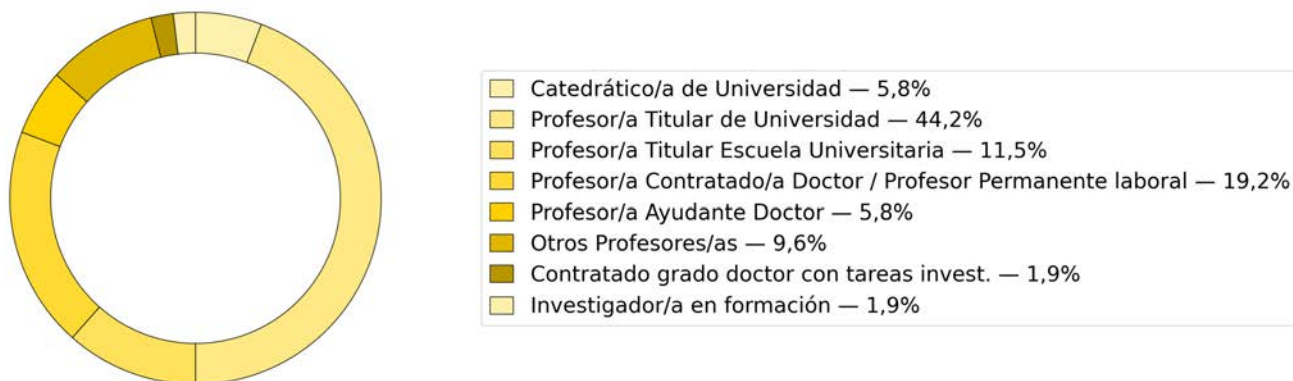 Catedrático/a de Universidad — 5,8%
Profesor/a Titular de Universidad — 44,2%
Profesor/a Titular Escuela Universitaria — 11,5%
Profesor/a Contratado/a Doctor / Profesor Permanente laboral — 19,2%
Profesor/a Ayudante Doctor — 5,8%
Otros Profesores/as — 9,6%
Contratado grado doctor con tareas invest. — 1,9%
Investigador/a en formación — 1,9%